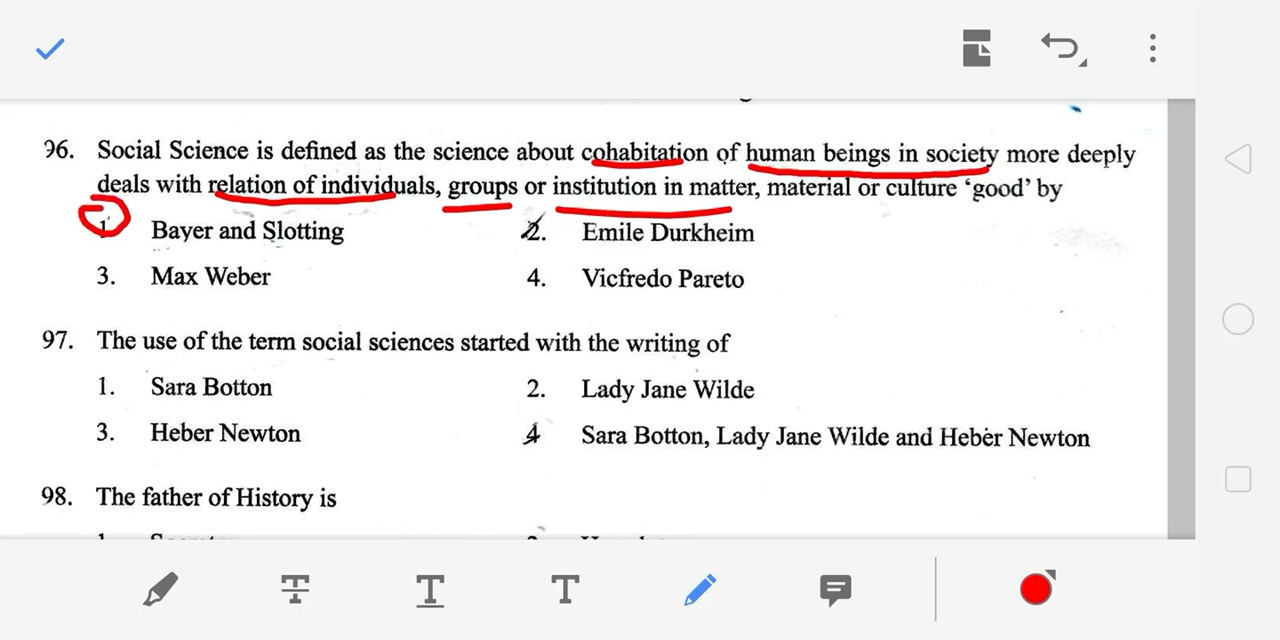 96. Social Science is defined as the science about cohabitation of human beings in society more deeply
deals with relation of individuals, groups or institution in matter, material or culture ‘good’ by
1. Bayer and Slotting 2. Emile Durkheim
3. Max Weber 4. Vicfredo Pareto
97. The use of the term social sciences started with the writing of
1. Sara Botton 2. Lady Jane Wilde
3. Heber Newton 4 Sara Botton, Lady Jane Wilde and Heber Newton
98. The father of History is
T T T